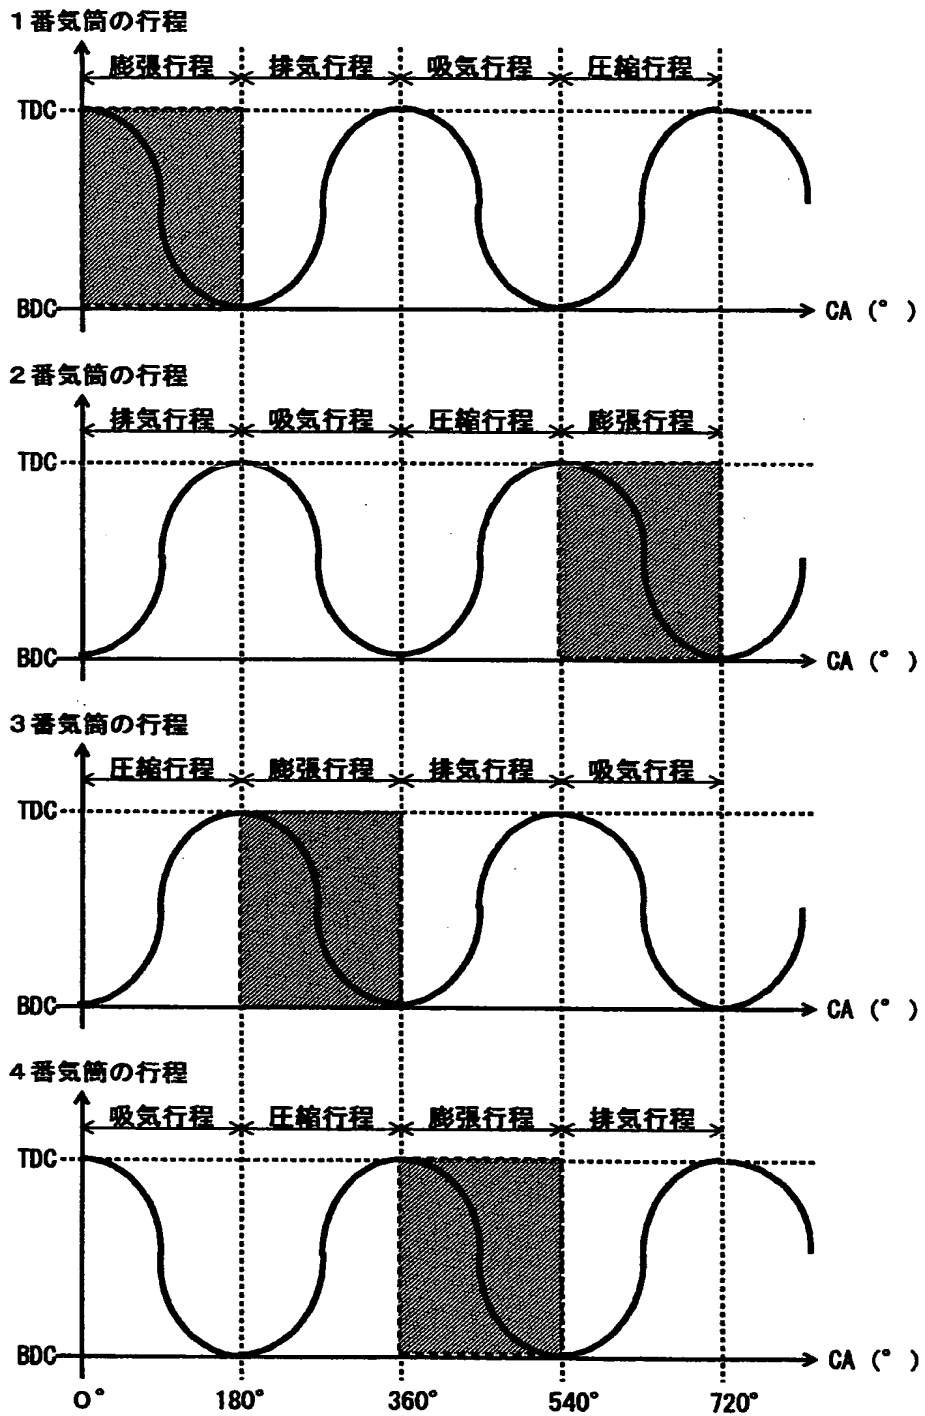 1番気筒の行程
膨張行程 排気行程 吸気行程 圧縮行程
TDC
BDC CA (°)
2番気筒の行程
排気行程 吸気行程 圧縮行程 膨張行程
TDC
BDC CA (°)
3番気筒の行程
圧縮行程 膨張行程 排気行程 吸気行程
TDC
BDC CA (°)
4番気筒の行程
吸気行程 圧縮行程 膨張行程 排気行程
TDC
BDC CA (°)
0° 180° 360° 540° 720°